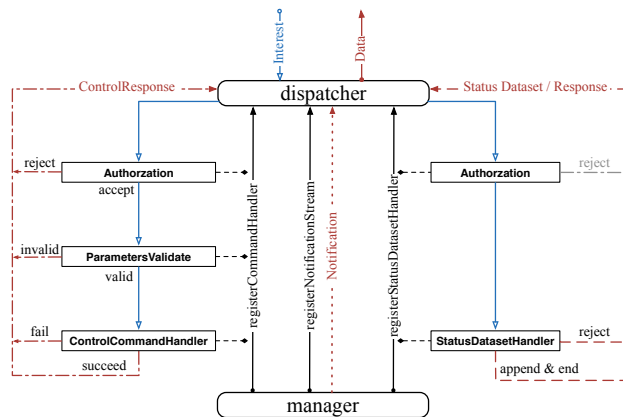 Interest
Data
ControlResponse
Status Dataset / Response
dispatcher
reject
Authorzation
accept
Authorzation
reject
invalid
ParametersValidate
valid
registerCommandHandler
registerNotificationStream
Notification
registerStatusDatasetHandler
fail
ControlCommandHandler
succeed
StatusDatasetHandler
reject
append & end
manager